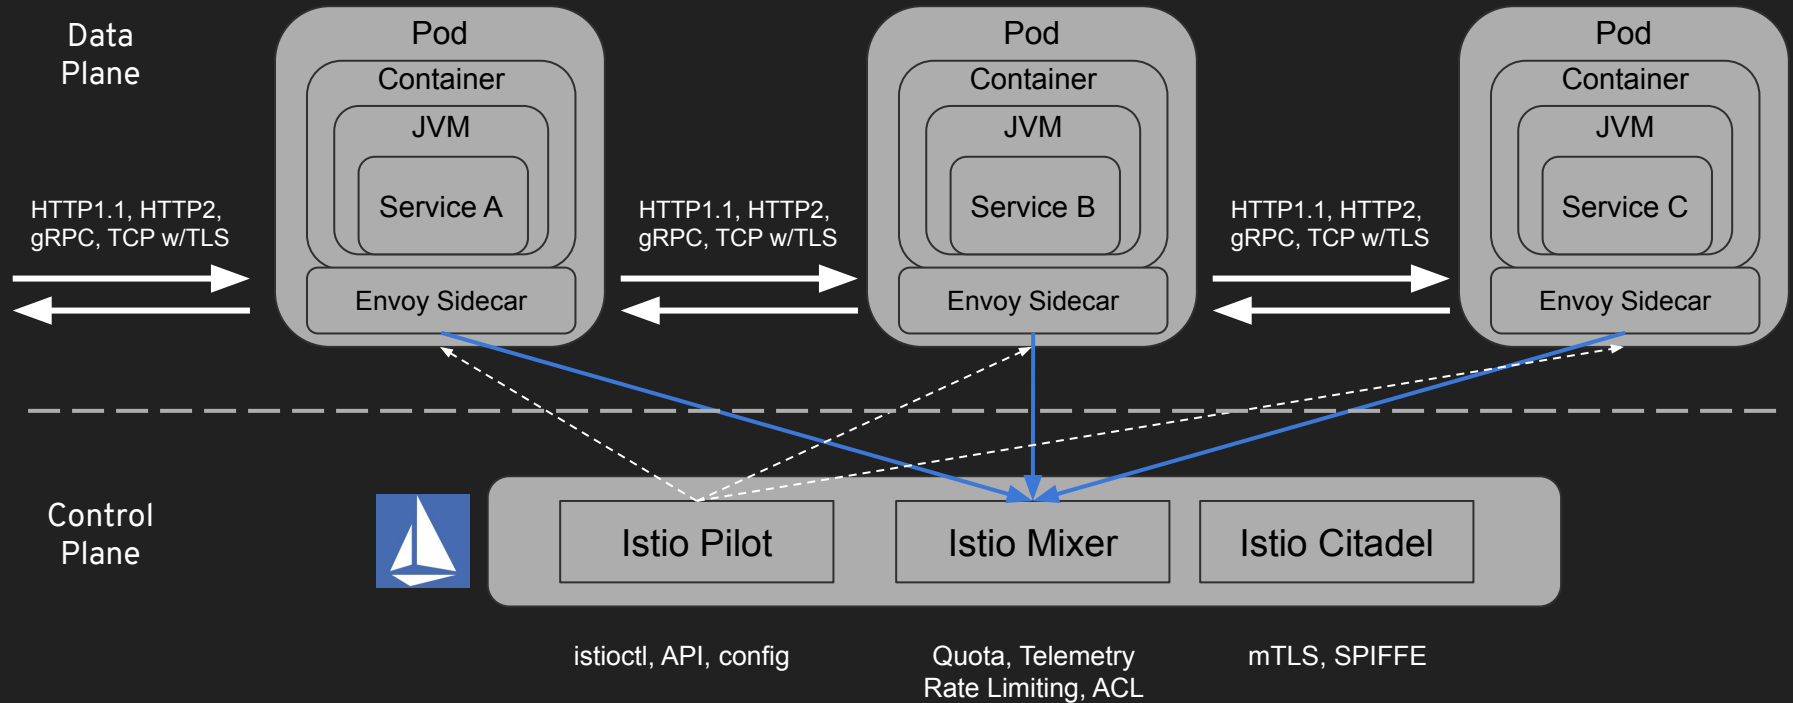 Data
Plane
Pod
Container
JVM
Service A
Envoy Sidecar
Pod
Container
JVM
Service B
Envoy Sidecar
Pod
Container
JVM
Service C
Envoy Sidecar
HTTP1.1, HTTP2,
gRPC, TCP w/TLS
HTTP1.1, HTTP2,
gRPC, TCP w/TLS
HTTP1.1, HTTP2,
gRPC, TCP w/TLS
Control
Plane
Istio Pilot
Istio Mixer
Istio Citadel
istioctl, API, config
Quota, Telemetry
Rate Limiting, ACL
mTLS, SPIFFE